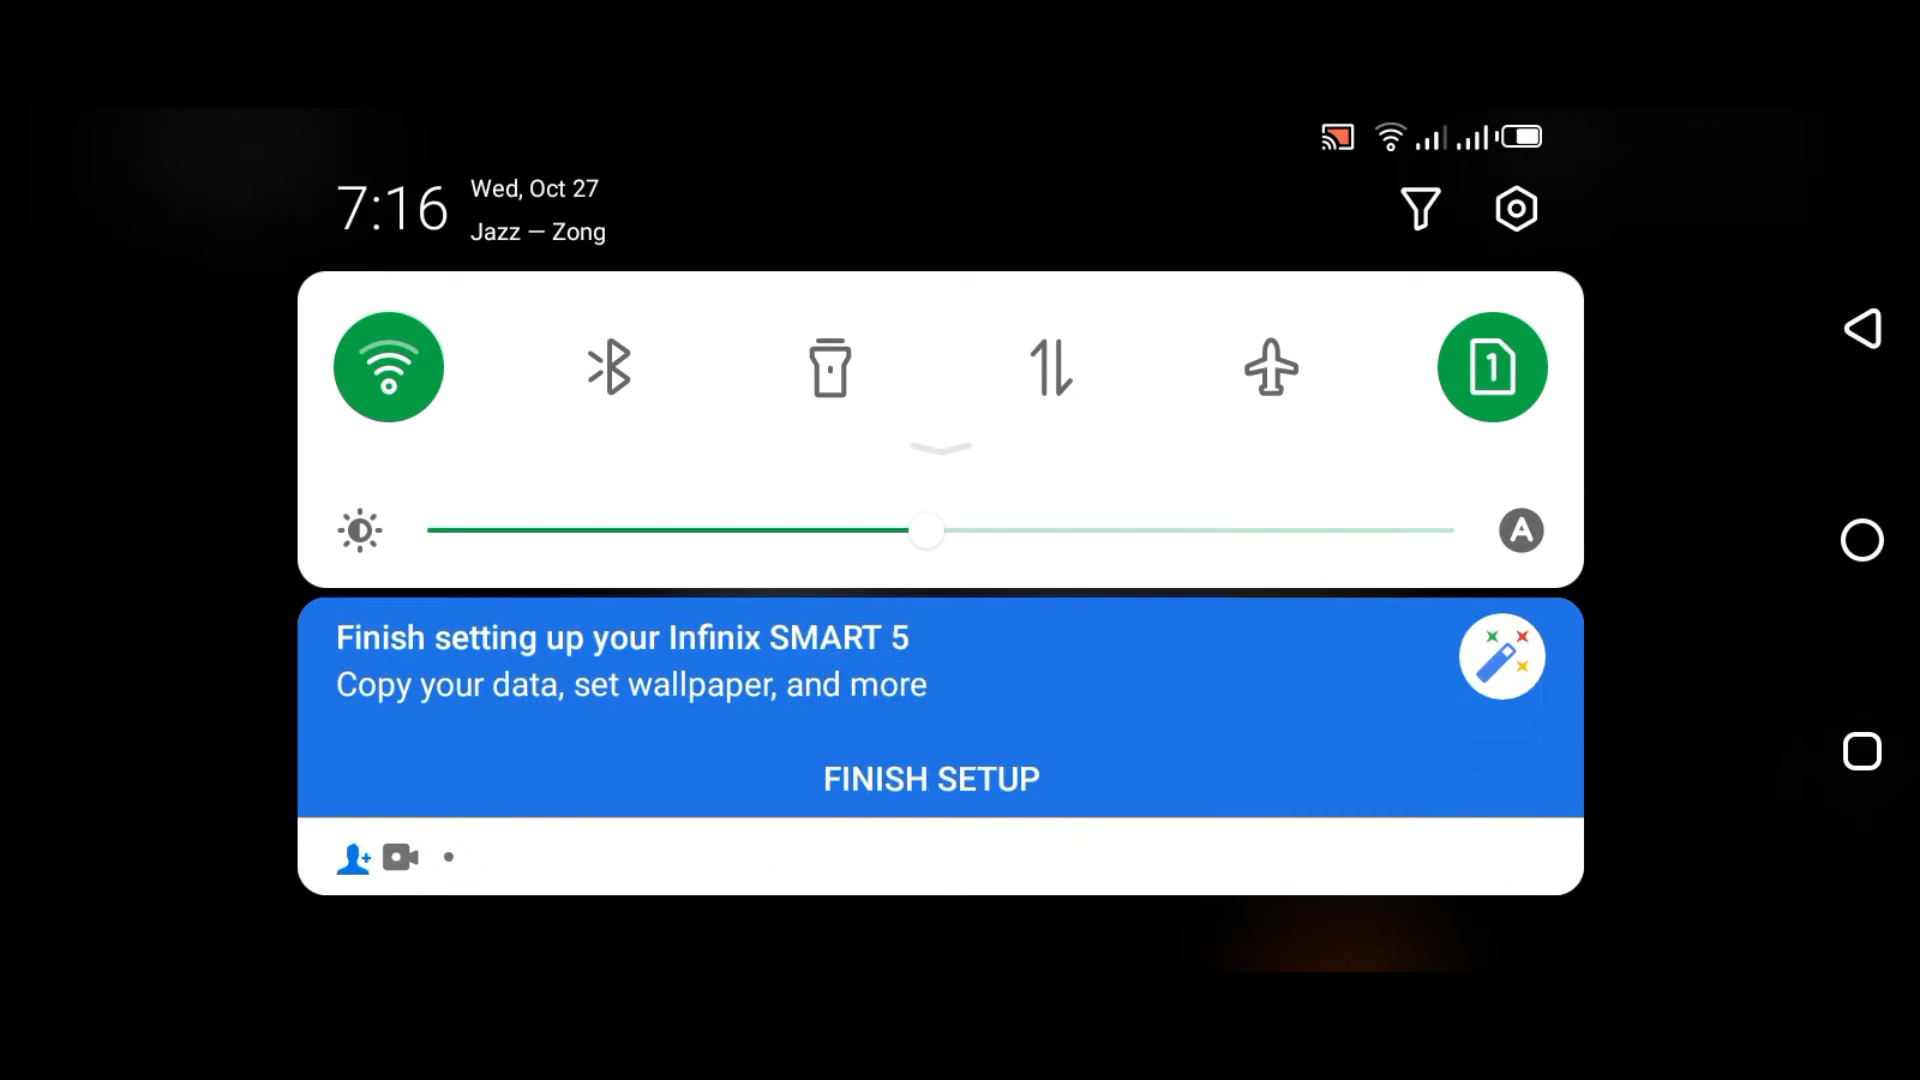 7:16
Wed, Oct 27
Jazz — Zong
1
A
Finish setting up your Infinix SMART 5
Copy your data, set wallpaper, and more
FINISH SETUP